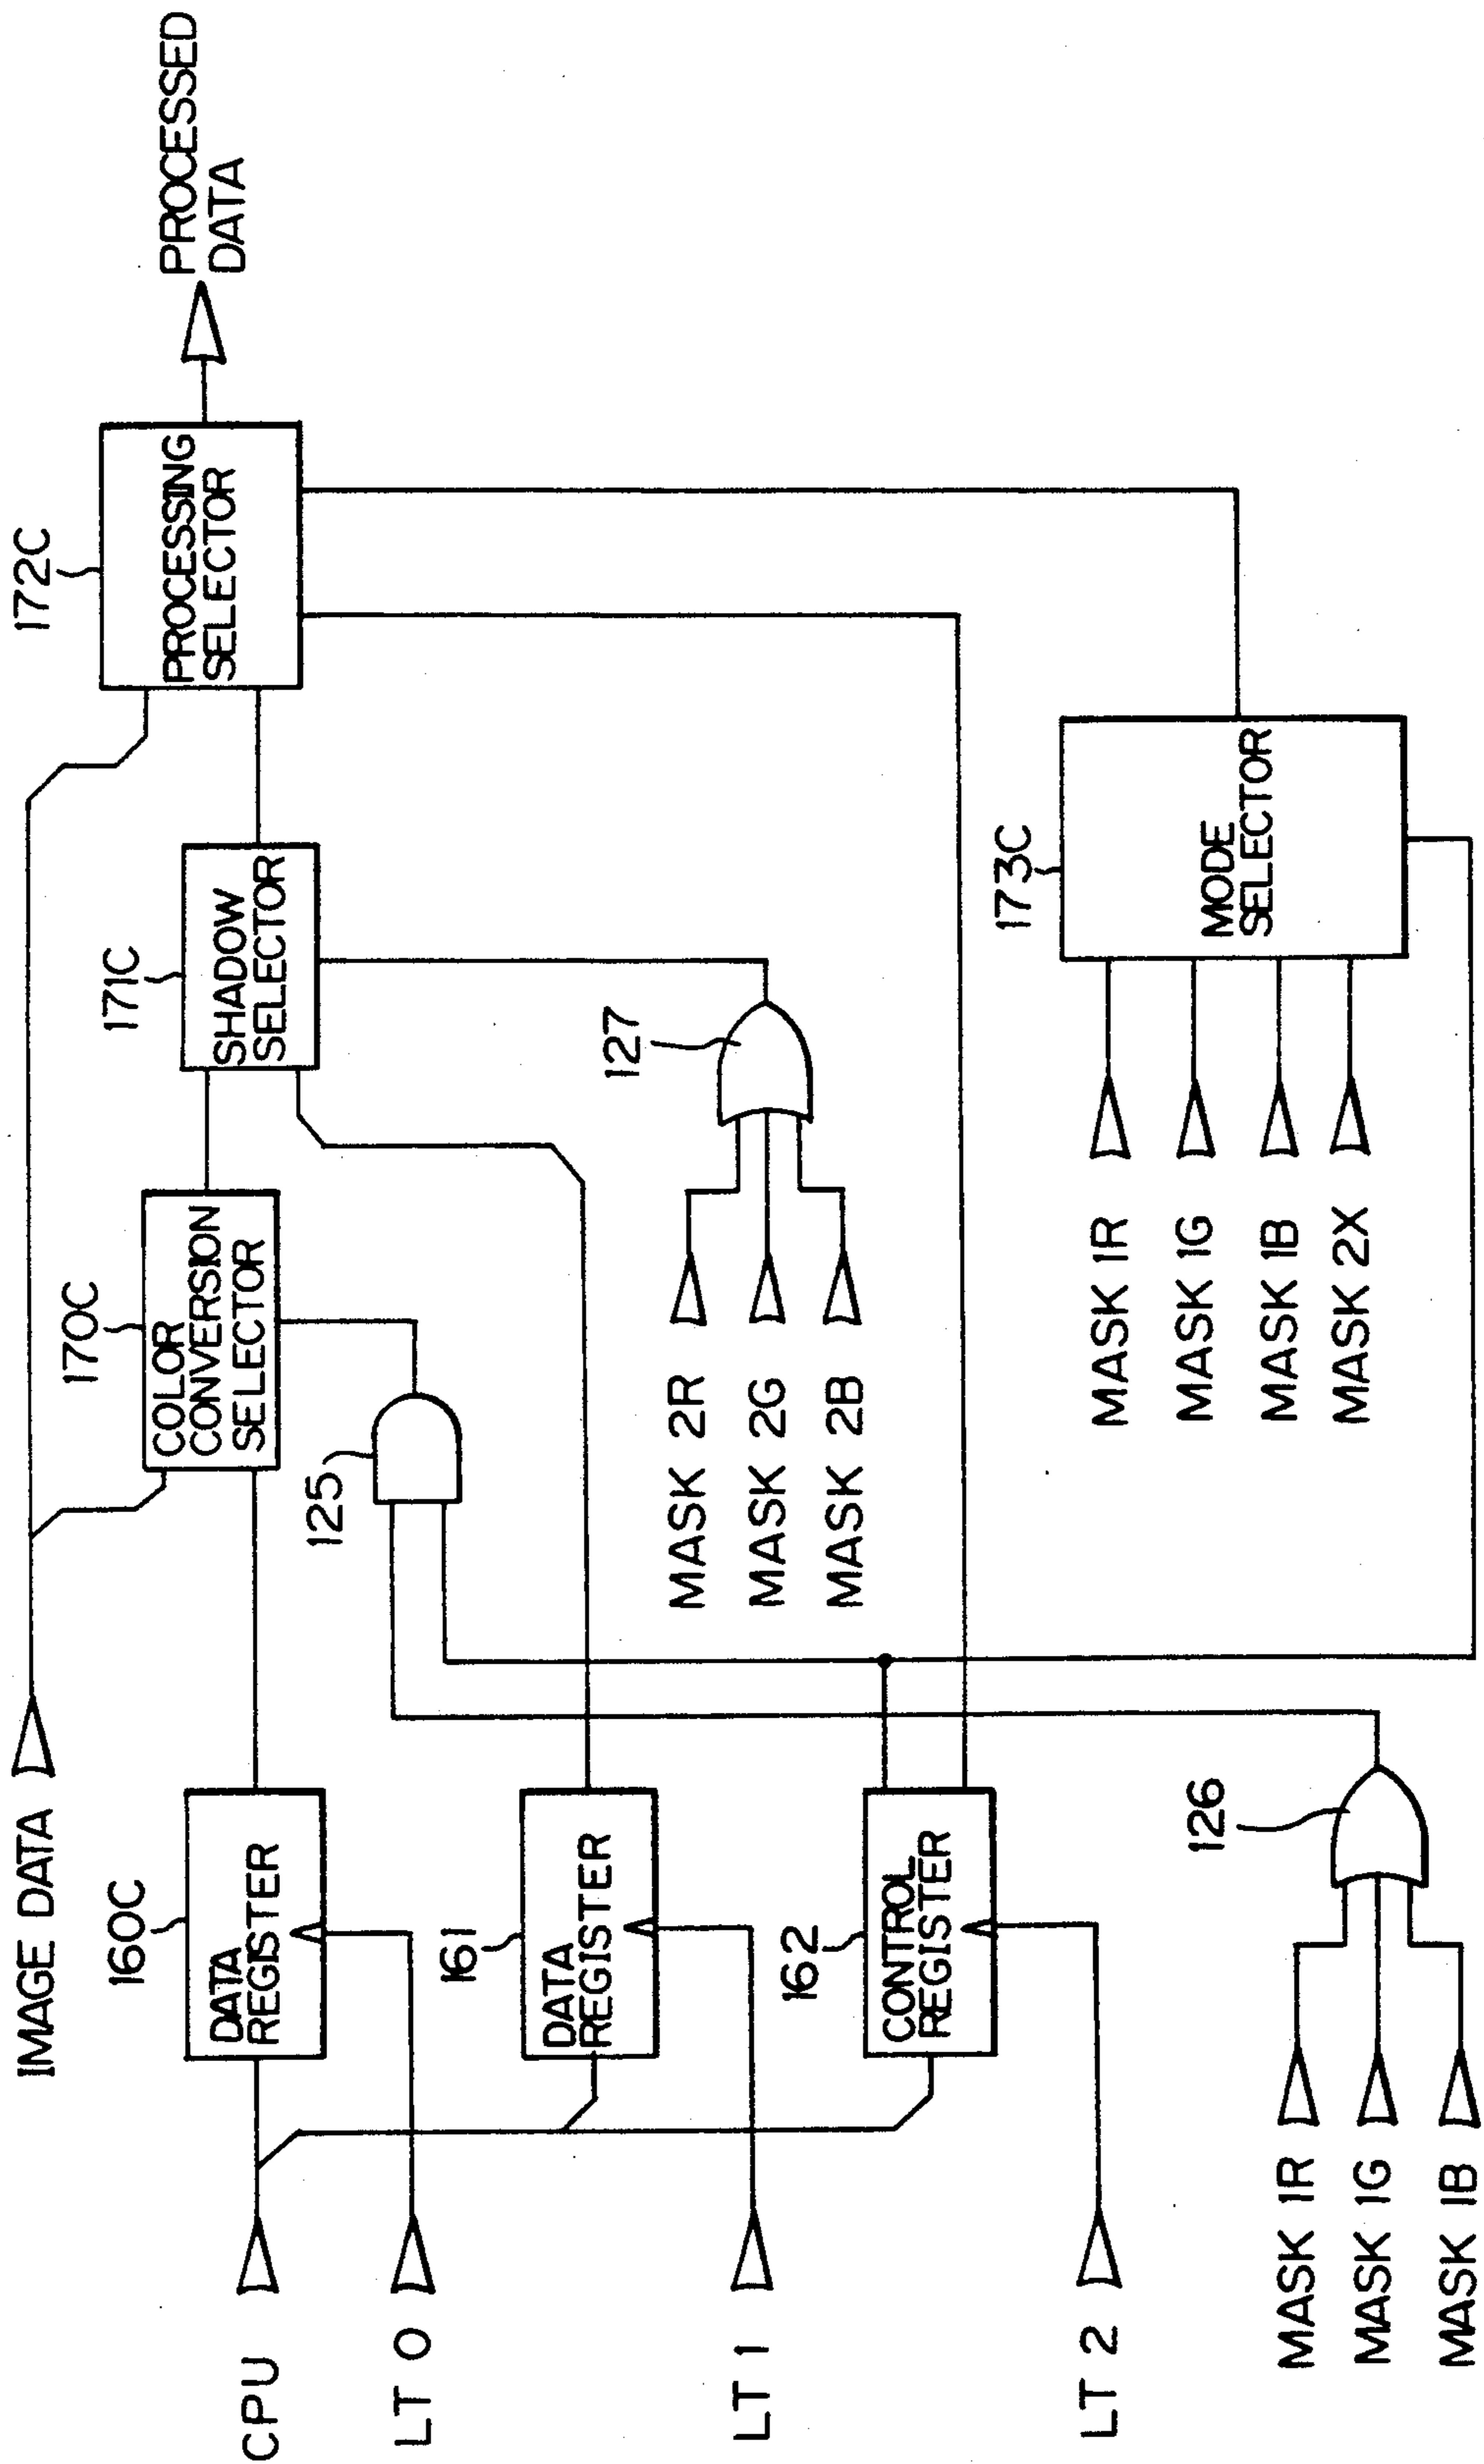 IMAGE DATA
CPU
LT 0
LT 1
LT 2
160C
DATA
REGISTER
161
DATA
REGISTER
162
CONTROL
REGISTER
MASK 1R
MASK 1G
MASK 1B
126
125
170C
COLOR
CONVERSION
SELECTOR
171C
SHADOW
SELECTOR
MASK 2R
MASK 2G
MASK 2B
127
172C
PROCESSING
SELECTOR
PROCESSED
DATA
173C
MODE
SELECTOR
MASK 1R
MASK 1G
MASK 1B
MASK 2X